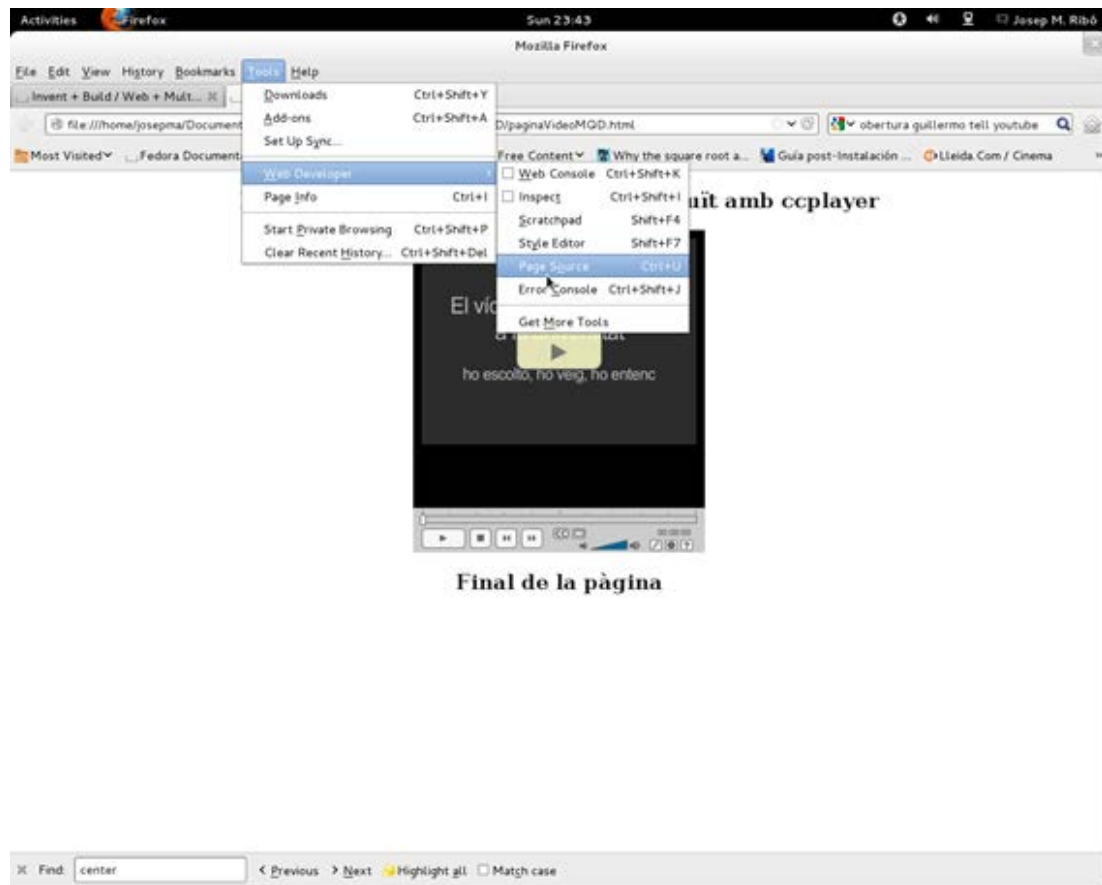 Activities Firefox Sun 23:43 Josep M. Ribó
Mozilla Firefox
File Edit View History Bookmarks Tools Help
Invent + Build / Web + Mult...
file:///home/josepma/Document D/paginaVideoMQD.html obertura guillermo tell youtube
Most Visited Fedora Document Free Content Why the square root a... Guía post-Instalación ... Lleida.Com / Cinema
Downloads Ctrl+Shift+Y
Add-ons Ctrl+Shift+A
Set Up Sync...
Web Developer
Page Info Ctrl+I
Start Private Browsing Ctrl+Shift+P
Clear Recent History... Ctrl+Shift+Del
Web Console Ctrl+Shift+K
Inspect Ctrl+Shift+I
Scratchpad Shift+F4
Style Editor Shift+F7
Page Source Ctrl+U
Error Console Ctrl+Shift+J
Get More Tools
uït amb ccplayer
El víd
ho escolto, ho veig, ho entenc
CC
00:00:00
Final de la pàgina
Find: center Previous Next Highlight all Match case